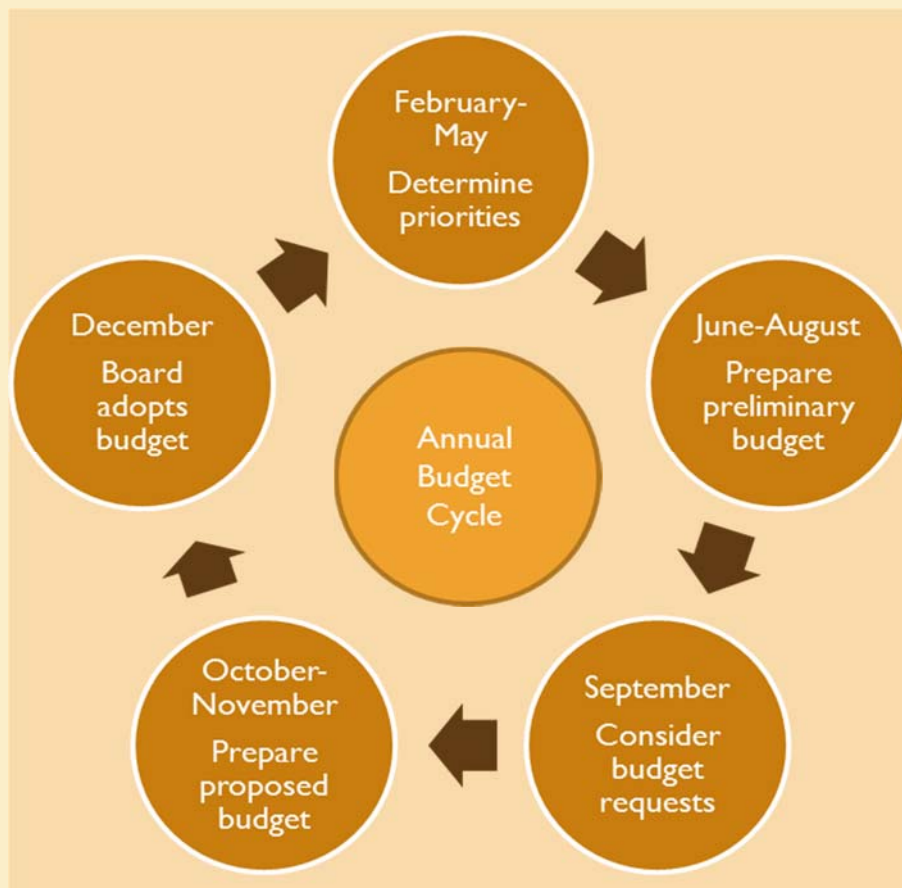 February-
May
Determine
priorities
June-August
Prepare
preliminary
budget
September
Consider
budget
requests
October-
November
Prepare
proposed
budget
December
Board
adopts
budget
Annual
Budget
Cycle